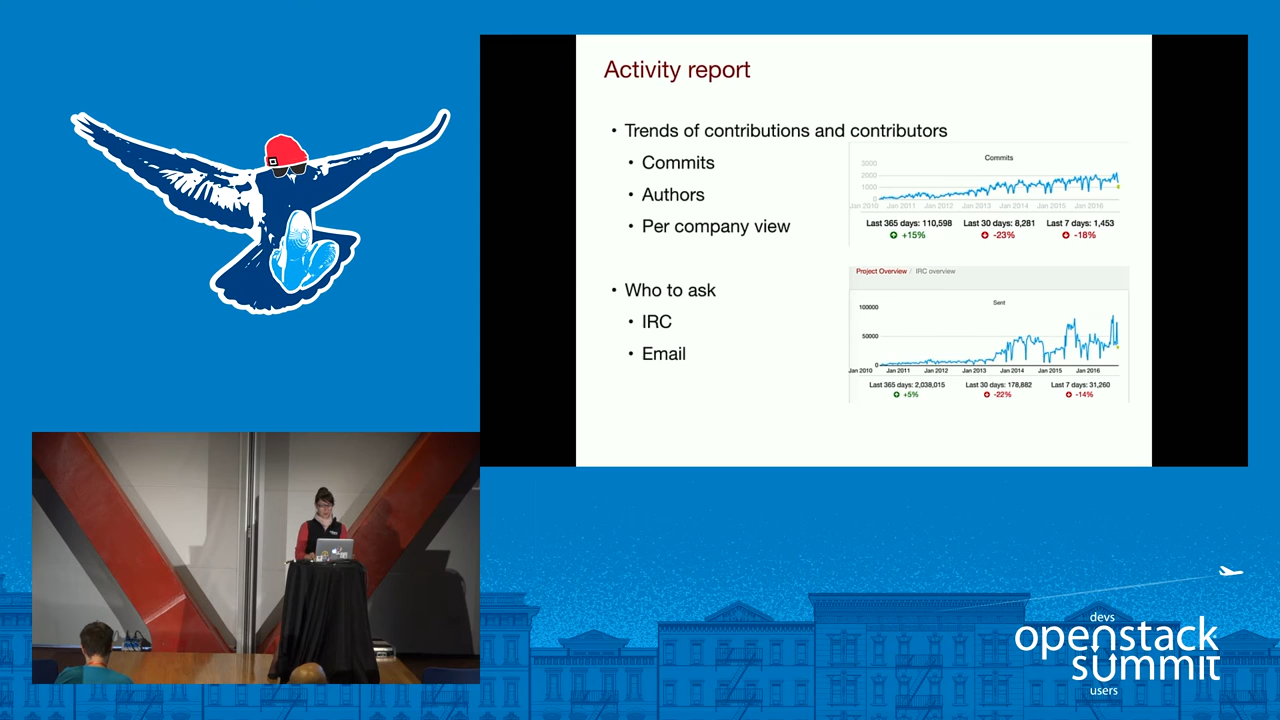 Activity report
• Trends of contributions and contributors
• Commits
• Authors
• Per company view
• Who to ask
• IRC
• Email
Commits
3000
2000
1000
0
Jan 2010 Jan 2011 Jan 2012 Jan 2013 Jan 2014 Jan 2015 Jan 2016
Last 365 days: 110,598 Last 30 days: 8,281 Last 7 days: 1,453
+15% -23% -18%
Project Overview / IRC overview
Sent
100000
50000
0
Jan 2010 Jan 2011 Jan 2012 Jan 2013 Jan 2014 Jan 2015 Jan 2016
Last 365 days: 2,038,015 Last 30 days: 178,882 Last 7 days: 31,260
+5% -22% -14%
devs
openstack
summit
users